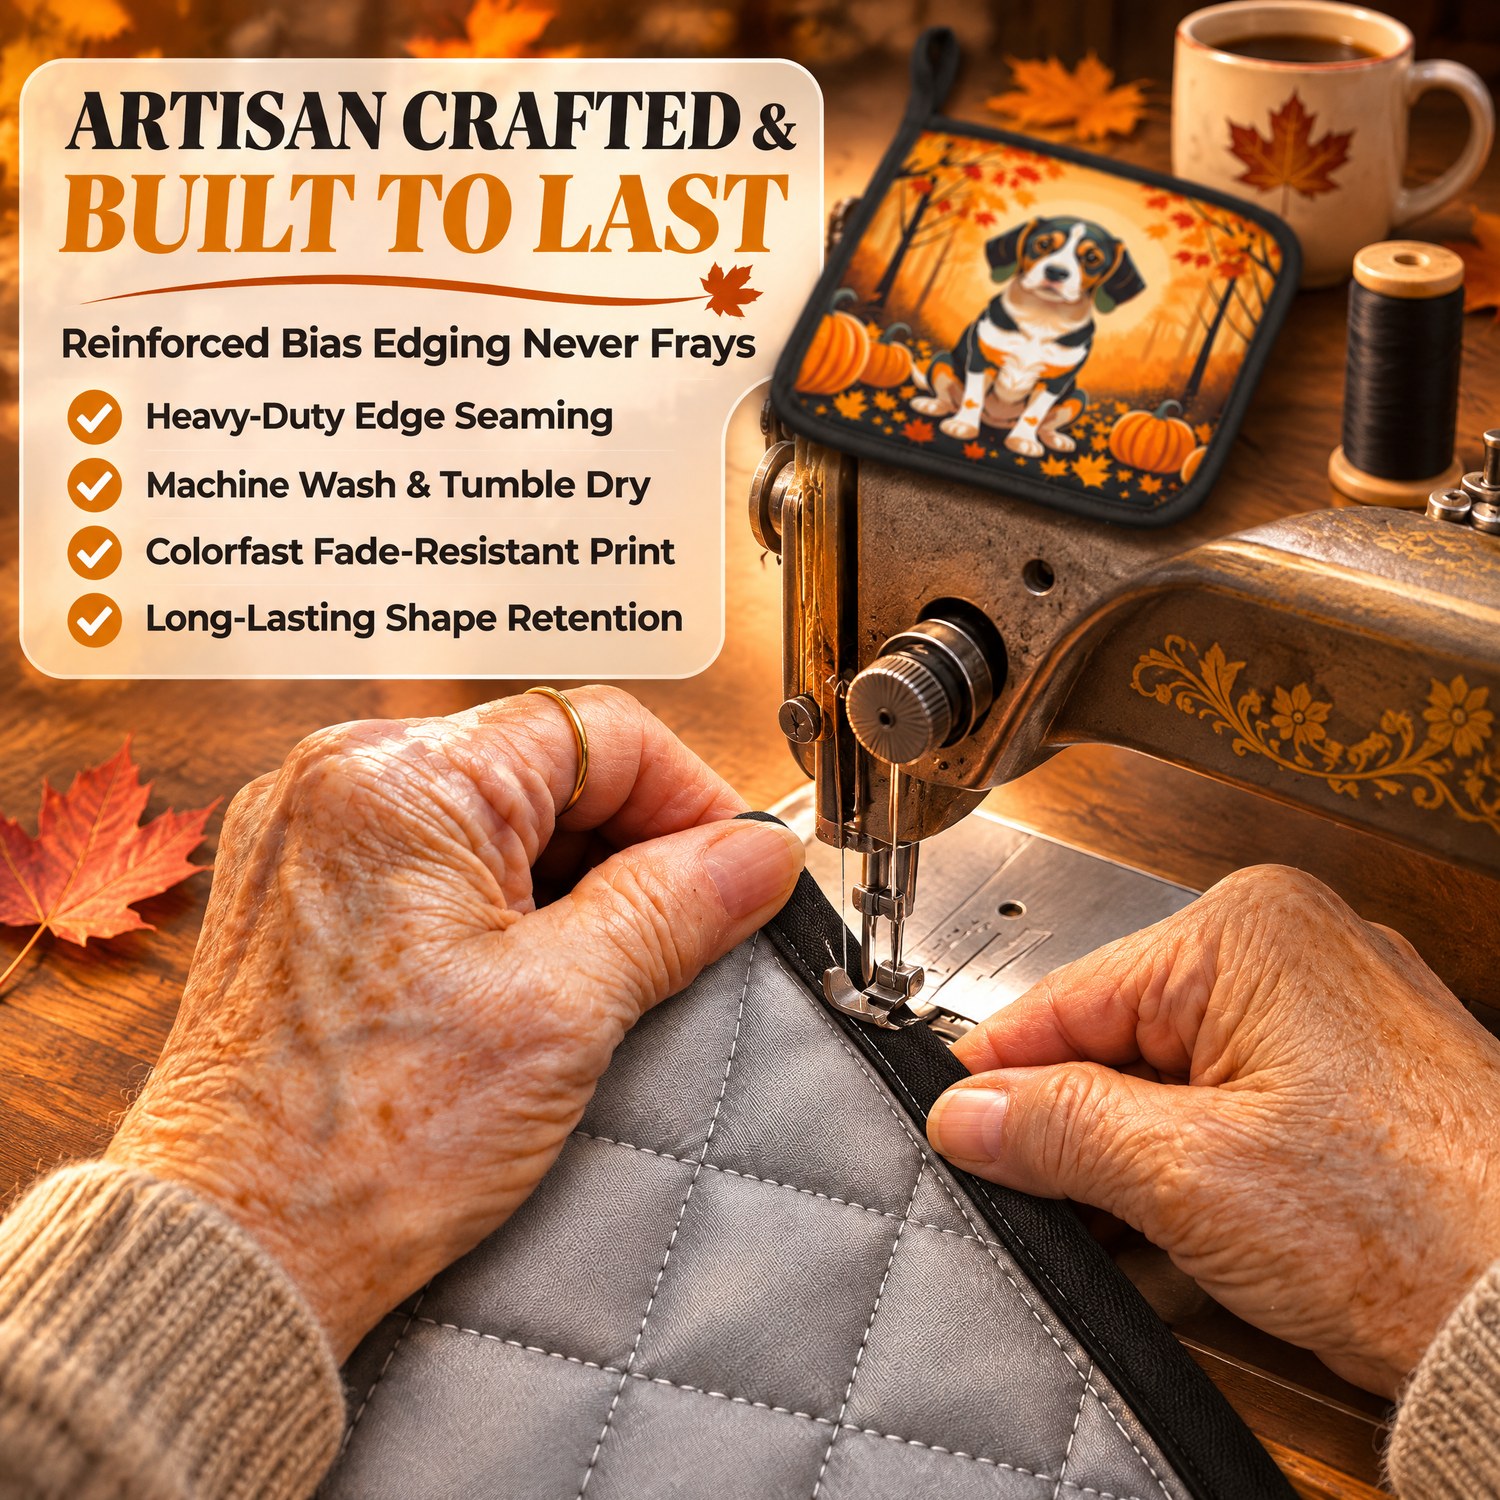 ARTISAN CRAFTED &
BUILT TO LAST
Reinforced Bias Edging Never Frays
Heavy-Duty Edge Seaming
Machine Wash & Tumble Dry
Colorfast Fade-Resistant Print
Long-Lasting Shape Retention